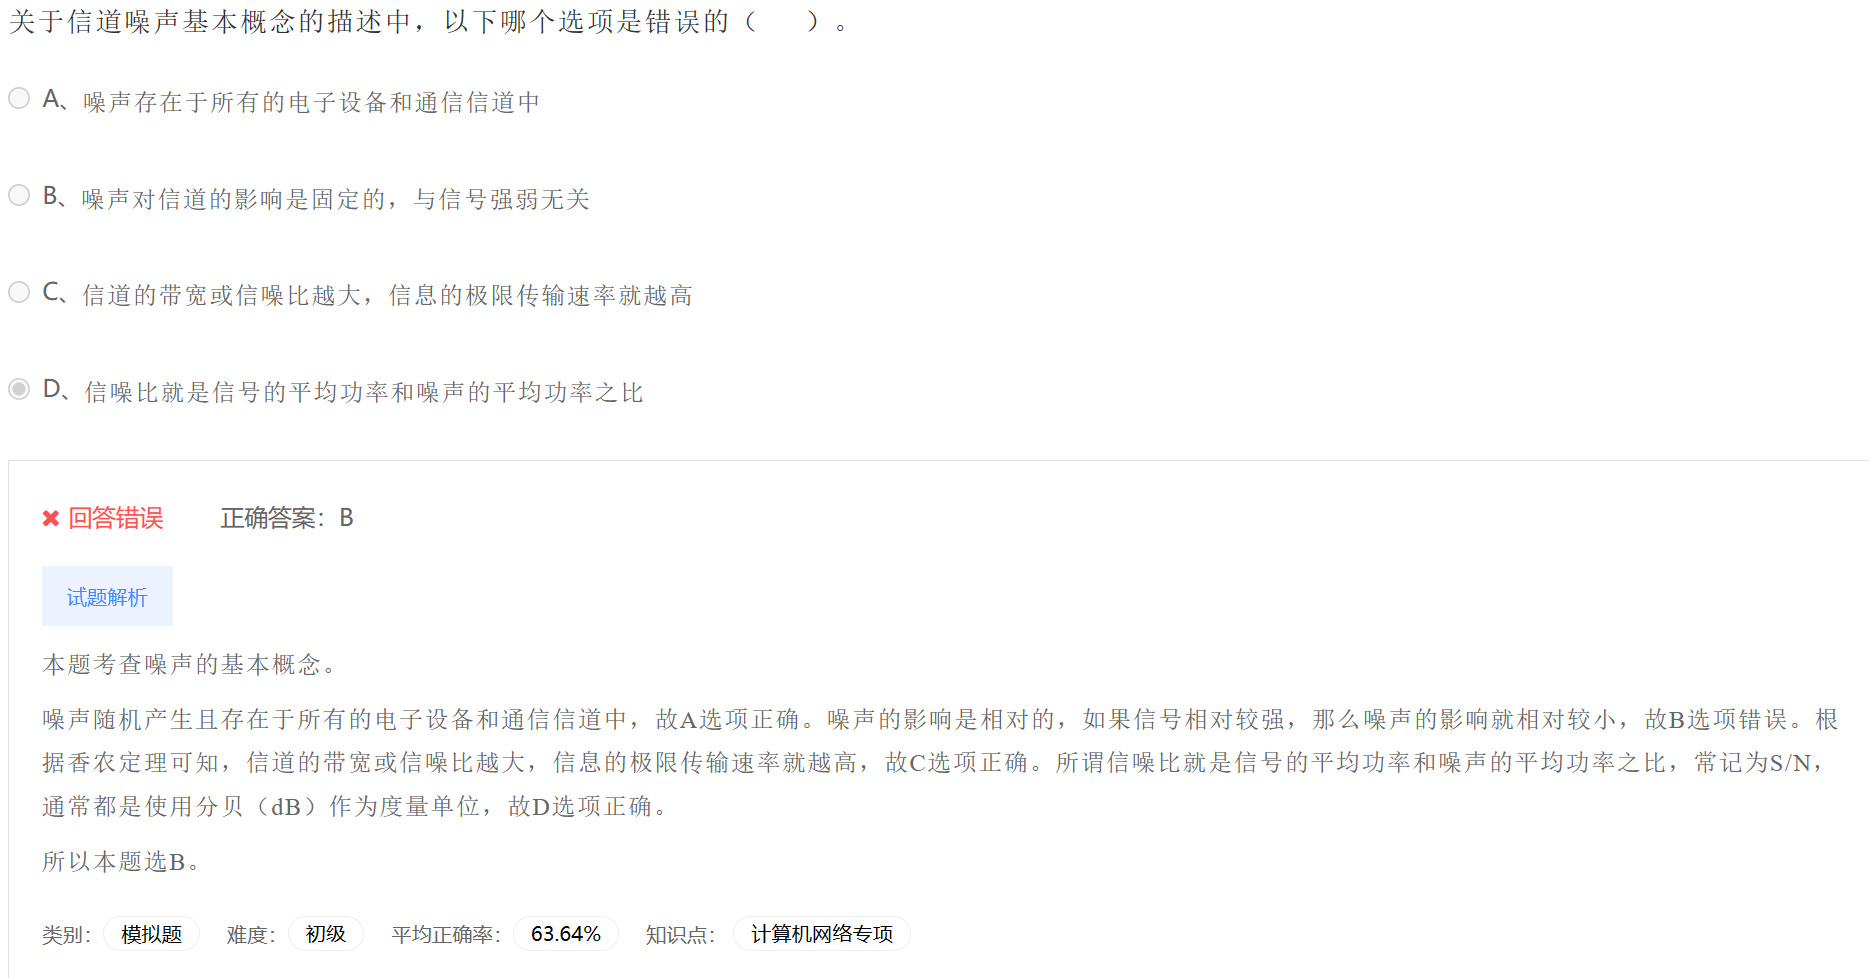 关于信道噪声基本概念的描述中，以下哪个选项是错误的（　　）。
A、噪声存在于所有的电子设备和通信信道中
B、噪声对信道的影响是固定的，与信号强弱无关
C、信道的带宽或信噪比越大，信息的极限传输速率就越高
D、信噪比就是信号的平均功率和噪声的平均功率之比
回答错误 正确答案：B
试题解析
本题考查噪声的基本概念。
噪声随机产生且存在于所有的电子设备和通信信道中，故A选项正确。噪声的影响是相对的，如果信号相对较强，那么噪声的影响就相对较小，故B选项错误。根
据香农定理可知，信道的带宽或信噪比越大，信息的极限传输速率就越高，故C选项正确。所谓信噪比就是信号的平均功率和噪声的平均功率之比，常记为S/N，
通常都是使用分贝（dB）作为度量单位，故D选项正确。
所以本题选B。
类别： 模拟题 难度： 初级 平均正确率： 63.64% 知识点： 计算机网络专项